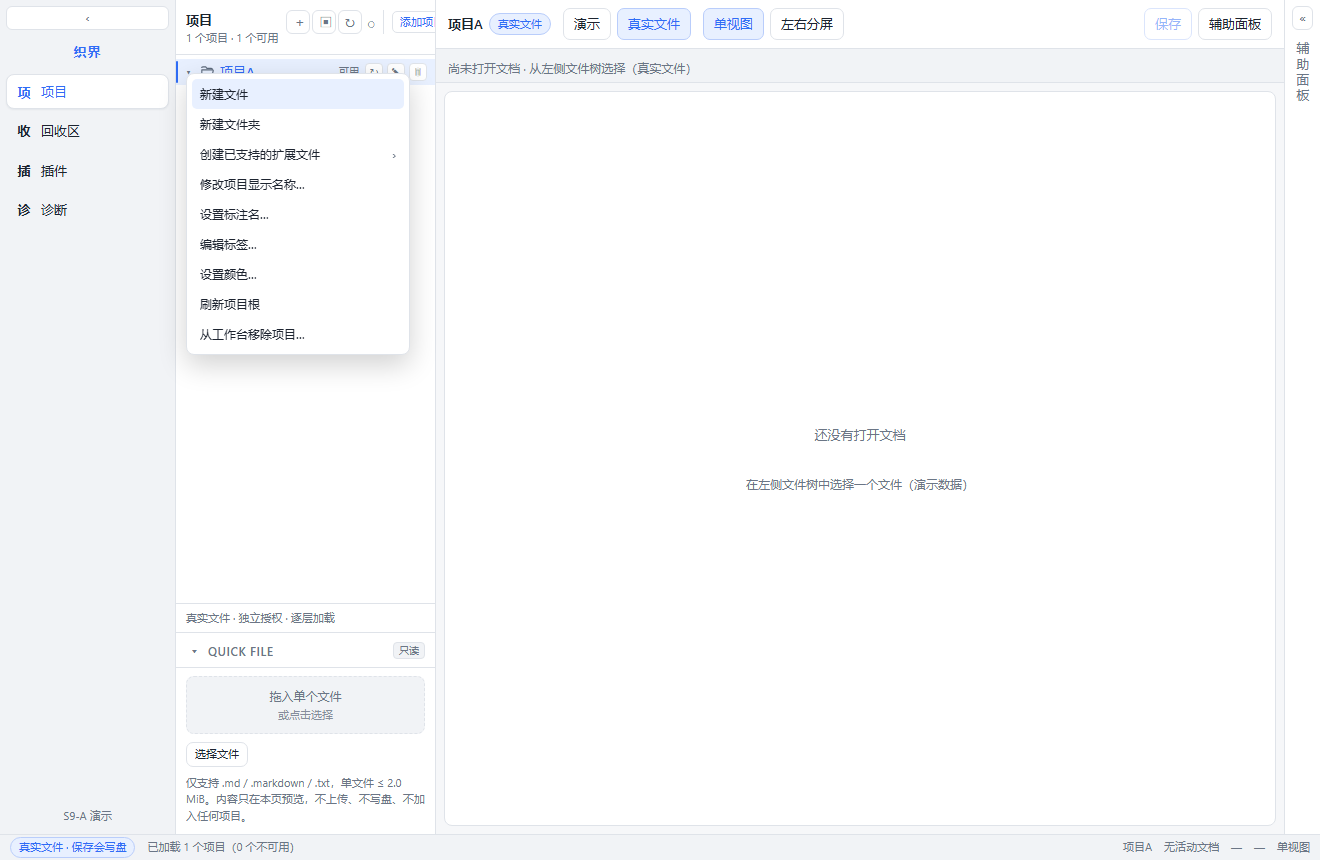 ‹
织界
项 项目
收 回收区
插 插件
诊 诊断
S9-A 演示
项目
1 个项目 · 1 个可用
添加项
项目A
可用
新建文件
新建文件夹
创建已支持的扩展文件 ›
修改项目显示名称...
设置标注名...
编辑标签...
设置颜色...
刷新项目根
从工作台移除项目...
真实文件 · 独立授权 · 逐层加载
QUICK FILE 只读
拖入单个文件
或点击选择
选择文件
仅支持 .md / .markdown / .txt，单文件 ≤ 2.0
MiB。内容只在本页预览，不上传、不写盘、不加
入任何项目。
项目A 真实文件 演示 真实文件 单视图 左右分屏 保存 辅助面板
尚未打开文档 · 从左侧文件树选择（真实文件）
还没有打开文档
在左侧文件树中选择一个文件（演示数据）
«
辅助面板
真实文件 · 保存会写盘 已加载 1 个项目（0 个不可用） 项目A 无活动文档 — — 单视图